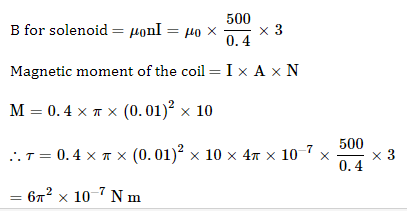 B for solenoid = μ₀nI = μ₀ × 500/0.4 × 3
Magnetic moment of the coil = I × A × N
M = 0.4 × π × (0.01)² × 10
∴ τ = 0.4 × π × (0.01)² × 10 × 4π × 10⁻⁷ × 500/0.4 × 3
= 6π² × 10⁻⁷ N m